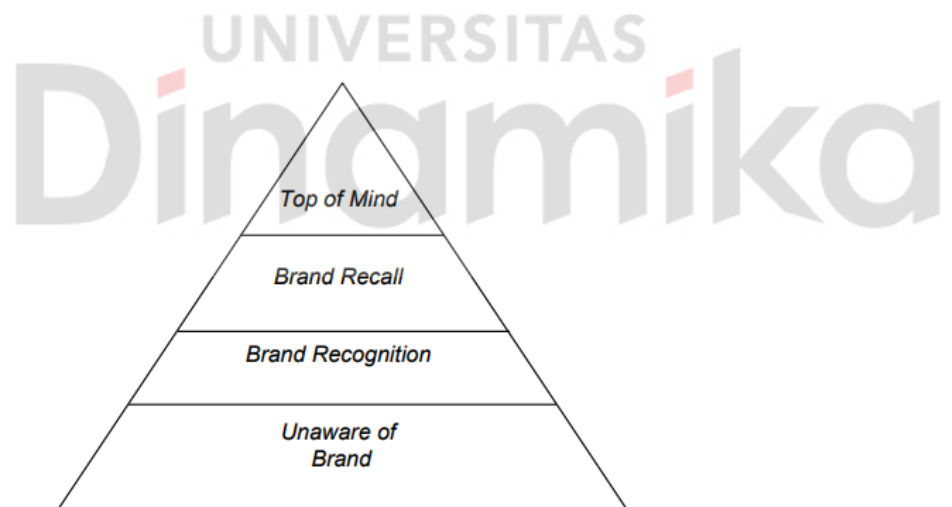 UNIVERSITAS
Dinamika
Top of Mind
Brand Recall
Brand Recognition
Unaware of
Brand